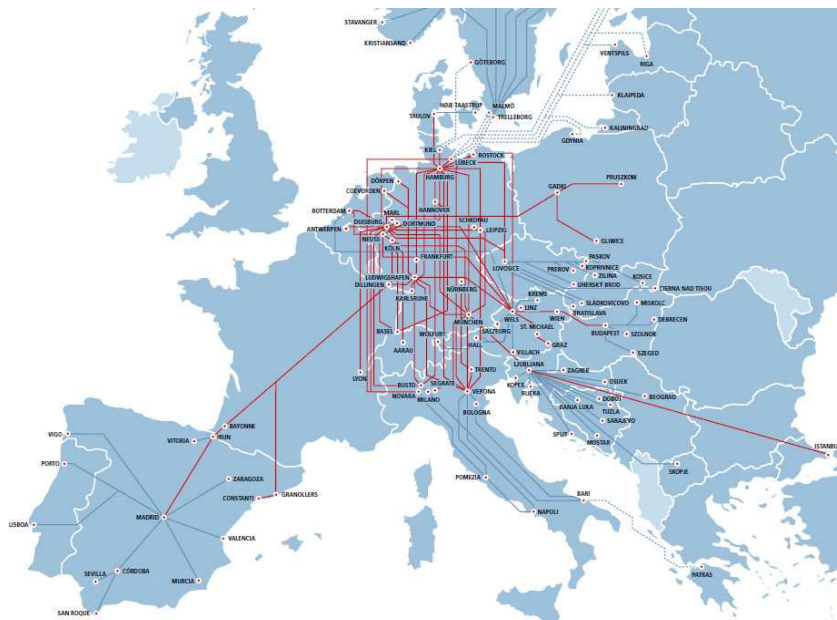 STAVANGER
KRISTIANSAND
GÖTEBORG
VENTSPILS
RIGA
KLAIPEDA
HØJE TAASTRUP
MALMÖ
TAULOV
TRELLEBORG
KALININGRAD
GDYNIA
KIEL
LÜBECK
ROSTOCK
HAMBURG
DÖRPEN
COEVORDEN
PRUSZKOW
GADKI
ROTTERDAM
MARL
HANNOVER
SCHKOPAU
DUISBURG
DORTMUND
LEIPZIG
ANTWERPEN
NEUSS
KÖLN
GLIWICE
FRANKFURT
LOVOSICE
PASKOV
KOPRIVNICE
PREROV
ZILINA
KOSICE
LUDWIGSHAFEN
DILLINGEN
NÜRNBERG
UHERSKÝ BROD
CIERNA NAD TISOU
KARLSRUHE
KREMS
LINZ
SLÁDKOVICOVO
MISKOLC
BRATISLAVA
MÜNCHEN
WELS
WIEN
DEBRECEN
BASEL
WOLFURT
SALZBURG
ST. MICHAEL
BUDAPEST
SZOLNOK
AARAU
HALL
GRAZ
SZEGED
VILLACH
LJUBLJANA
LYON
TRENTO
ZAGREB
BUSTO
SEGRATE
KOPER
RIJEKA
OSIJEK
NOVARA
MILANO
VERONA
BEOGRAD
BANJA LUKA
DOBOJ
TUZLA
BOLOGNA
SARAJEVO
BAYONNE
VIGO
VITORIA
IRUN
SPLIT
MOSTAR
ISTANBUL
PORTO
SKOPJE
ZARAGOZA
POMEZIA
CONSTANTI
GRANOLLERS
BARI
NAPOLI
LISBOA
MADRID
VALENCIA
PATRAS
SEVILLA
CÓRDOBA
MURCIA
SAN ROQUE